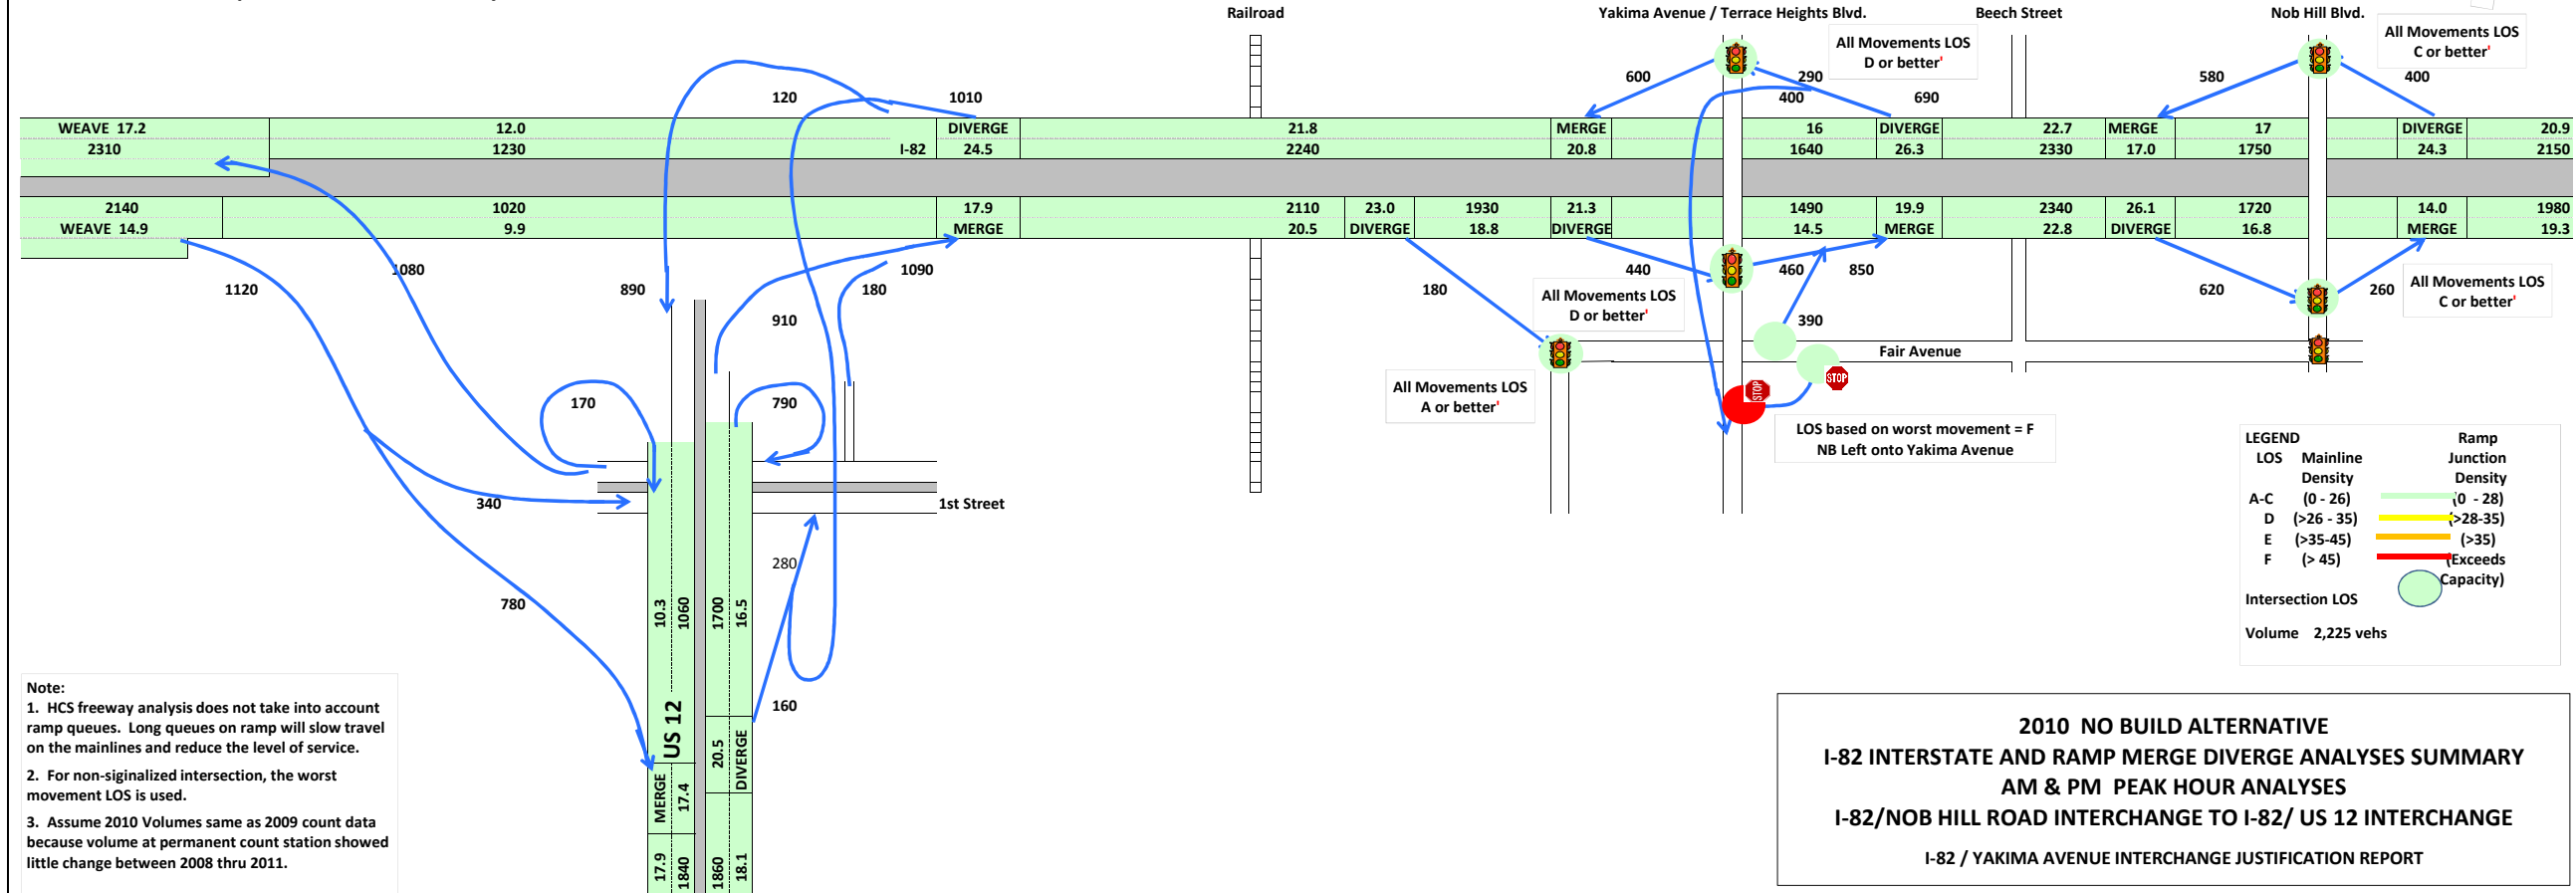 Railroad
Yakima Avenue / Terrace Heights Blvd.
Beech Street
Nob Hill Blvd.
All Movements LOS
D or better'
All Movements LOS
C or better'
120
1010
600
290
400
690
580
400
WEAVE 17.2
12.0
DIVERGE
21.8
MERGE
16
DIVERGE
22.7
MERGE
17
DIVERGE
20.9
2310
1230
I-82
24.5
2240
20.8
1640
26.3
2330
17.0
1750
24.3
2150
2140
1020
17.9
2110
23.0
1930
21.3
1490
19.9
2340
26.1
1720
14.0
1980
WEAVE 14.9
9.9
MERGE
20.5
DIVERGE
18.8
DIVERGE
14.5
MERGE
22.8
DIVERGE
16.8
MERGE
19.3
1080
1120
890
1090
180
910
180
440
460
850
390
620
260
All Movements LOS
D or better'
All Movements LOS
C or better'
Fair Avenue
STOP
STOP
All Movements LOS
A or better'
LOS based on worst movement = F
NB Left onto Yakima Avenue
170
790
340
1st Street
280
780
160
10.3
1060
1700
16.5
US 12
MERGE
17.4
20.5
DIVERGE
17.9
1840
1860
18.1
LEGEND
Ramp
LOS Mainline Junction
Density Density
A-C (0 - 26) (0 - 28)
D (>26 - 35) (>28-35)
E (>35-45) (>35)
F (> 45) (Exceeds
Capacity)
Intersection LOS
Volume 2,225 vehs
Note:
1. HCS freeway analysis does not take into account
ramp queues. Long queues on ramp will slow travel
on the mainlines and reduce the level of service.
2. For non-siginalized intersection, the worst
movement LOS is used.
3. Assume 2010 Volumes same as 2009 count data
because volume at permanent count station showed
little change between 2008 thru 2011.
2010 NO BUILD ALTERNATIVE
I-82 INTERSTATE AND RAMP MERGE DIVERGE ANALYSES SUMMARY
AM & PM PEAK HOUR ANALYSES
I-82/NOB HILL ROAD INTERCHANGE TO I-82/ US 12 INTERCHANGE
I-82 / YAKIMA AVENUE INTERCHANGE JUSTIFICATION REPORT